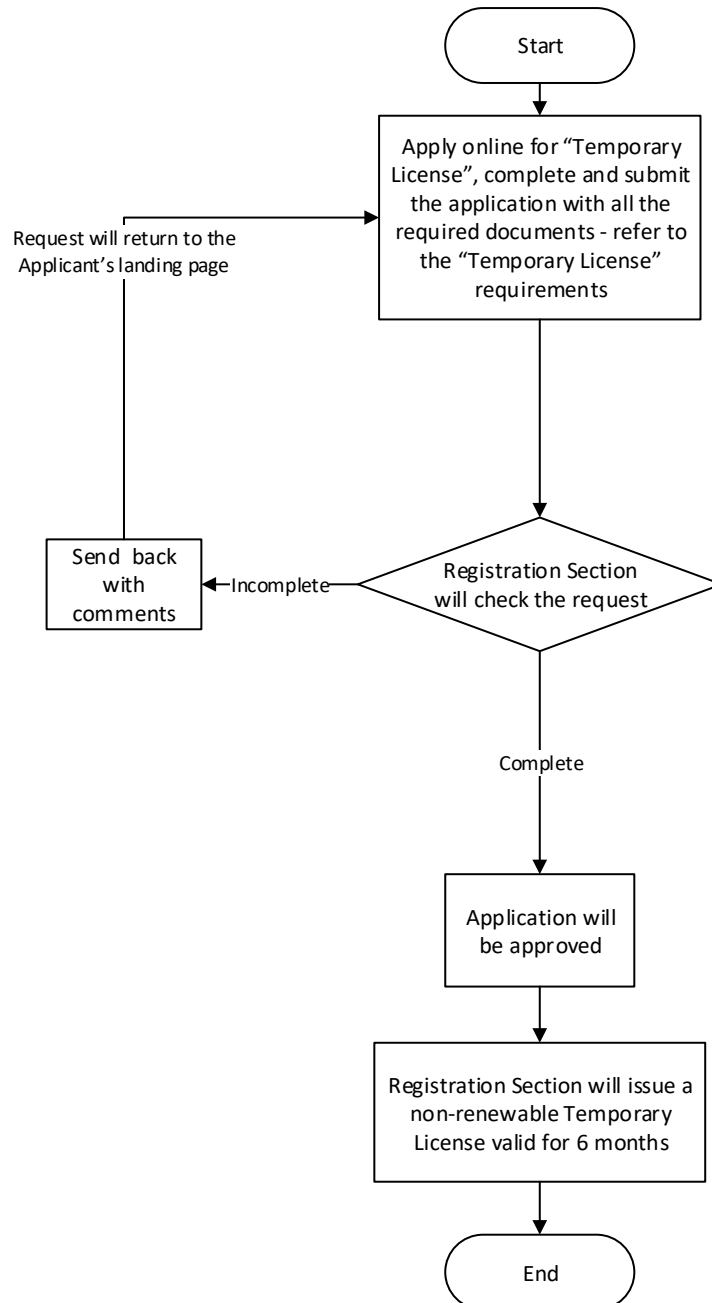 Start
Apply online for “Temporary
License”, complete and submit
the application with all the
required documents - refer to
the “Temporary License”
requirements
Request will return to the
Applicant’s landing page
Send back
with
comments
Incomplete
Registration Section
will check the request
Complete
Application will
be approved
Registration Section will issue a
non-renewable Temporary
License valid for 6 months
End